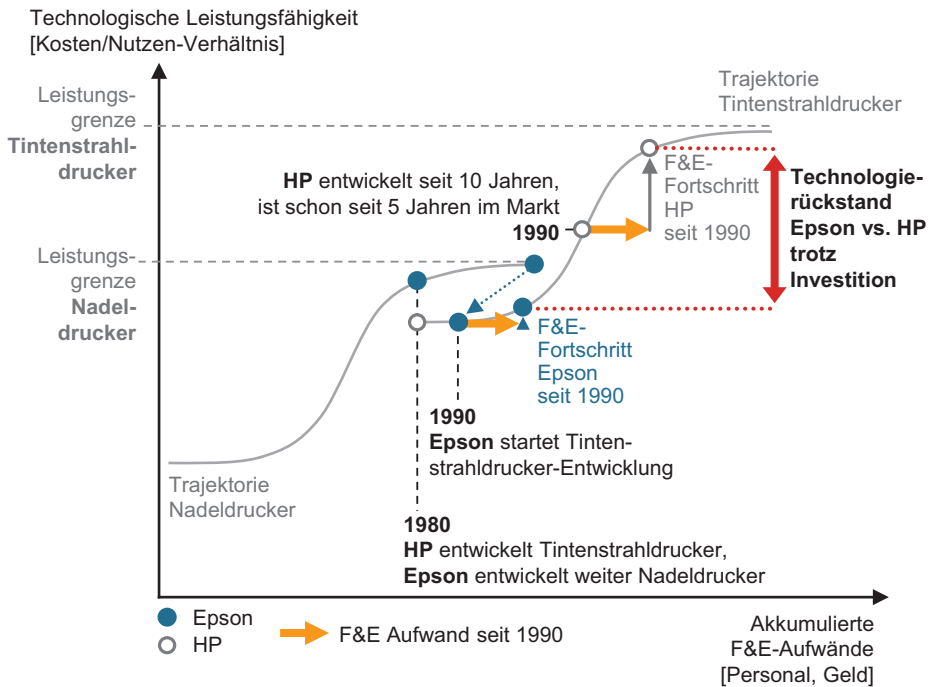 Technologische Leistungsfähigkeit
[Kosten/Nutzen-Verhältnis]
Leistungs-
grenze
Tintenstrahl-
drucker
Trajektorie
Tintenstrahldrucker
HP entwickelt seit 10 Jahren,
ist schon seit 5 Jahren im Markt
1990
F&E-
Fortschritt
HP
seit 1990
Technologie-
rückstand
Epson vs. HP
trotz
Investition
Leistungs-
grenze
Nadel-
drucker
F&E-
Fortschritt
Epson
seit 1990
1990
Epson startet Tinten-
strahldrucker-Entwicklung
Trajektorie
Nadeldrucker
1980
HP entwickelt Tintenstrahldrucker,
Epson entwickelt weiter Nadeldrucker
Epson
HP
F&E Aufwand seit 1990
Akkumulierte
F&E-Aufwände
[Personal, Geld]